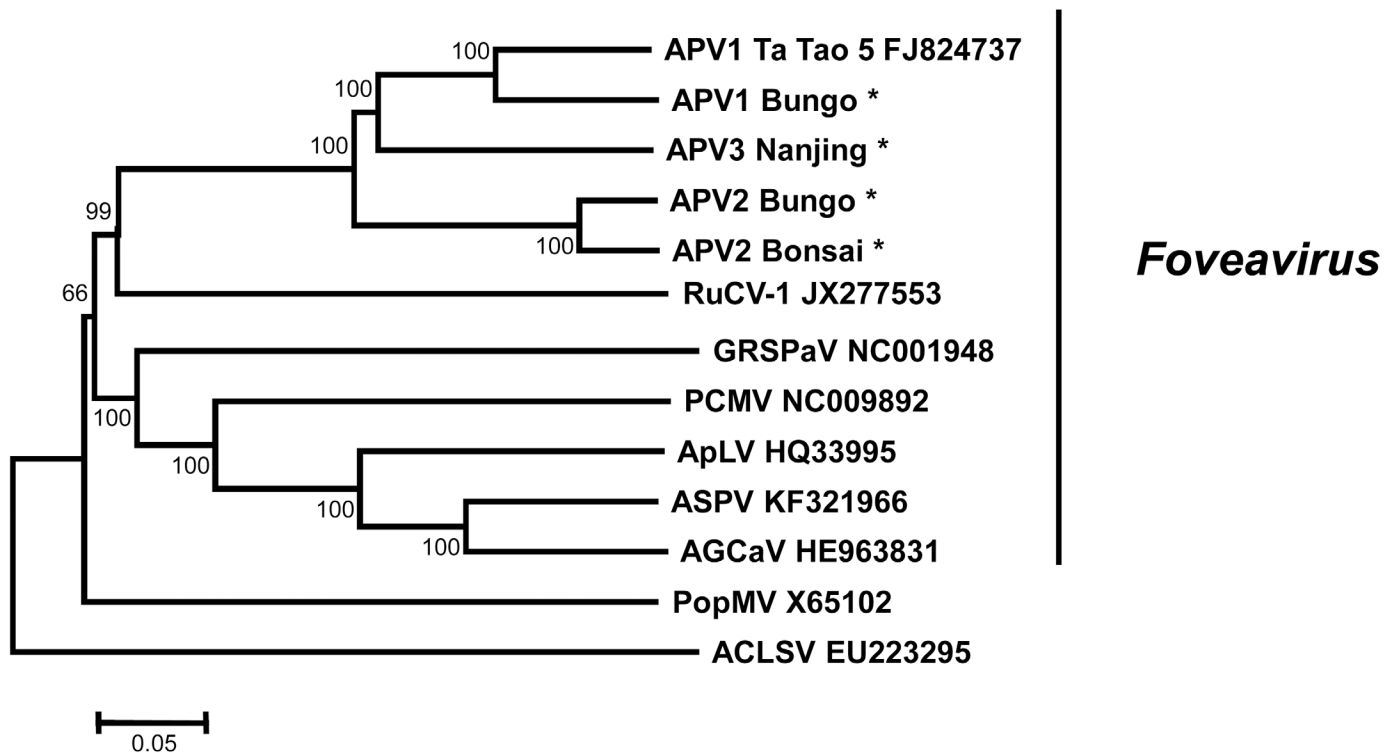 100
APV1 Ta Tao 5 FJ824737
100
APV1 Bungo *
100
APV3 Nanjing *
APV2 Bungo *
99
100
APV2 Bonsai *
Foveavirus
66
RuCV-1 JX277553
GRSPaV NC001948
100
PCMV NC009892
100
ApLV HQ33995
100
ASPV KF321966
100
AGCaV HE963831
PopMV X65102
ACLSV EU223295
0.05